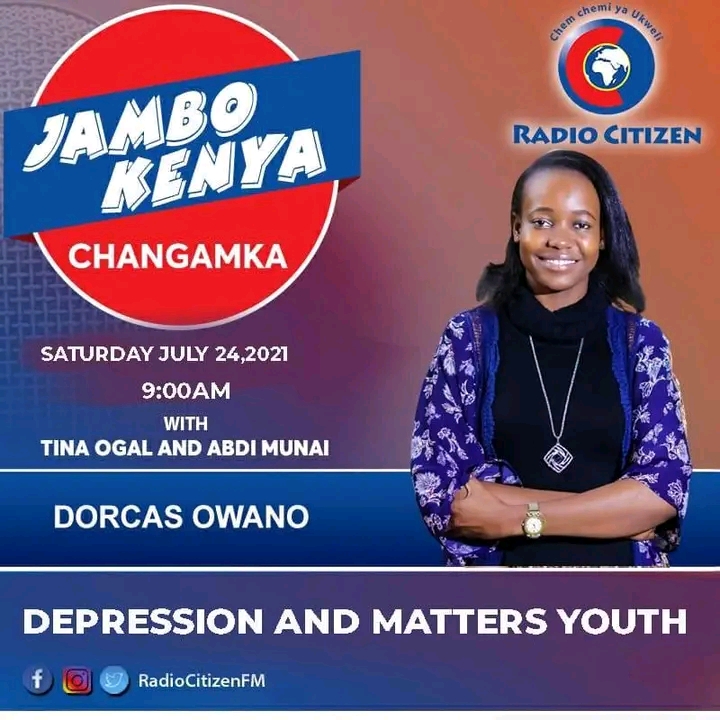 Chem chemi ya Ukweli
RADIO CITIZEN
JAMBO
KENYA
CHANGAMKA
SATURDAY JULY 24,2021
9:00AM
WITH
TINA OGAL AND ABDI MUNAI
DORCAS OWANO
DEPRESSION AND MATTERS YOUTH
RadioCitizenFM